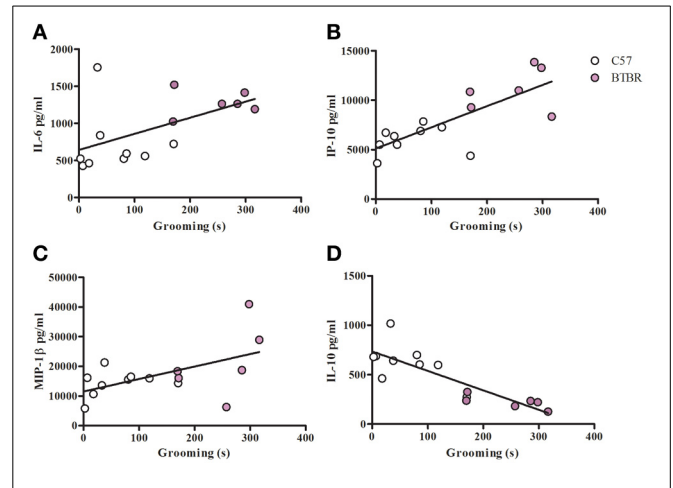 A
IL-6 pg/ml
2000
1500
1000
500
0
0 100 200 300 400
Grooming (s)
B
IP-10 pg/ml
15000
10000
5000
0
0 100 200 300 400
Grooming (s)
C57
BTBR
C
MIP-1β pg/ml
50000
40000
30000
20000
10000
0
0 100 200 300 400
Grooming (s)
D
IL-10 pg/ml
1500
1000
500
0
0 100 200 300 400
Grooming (s)